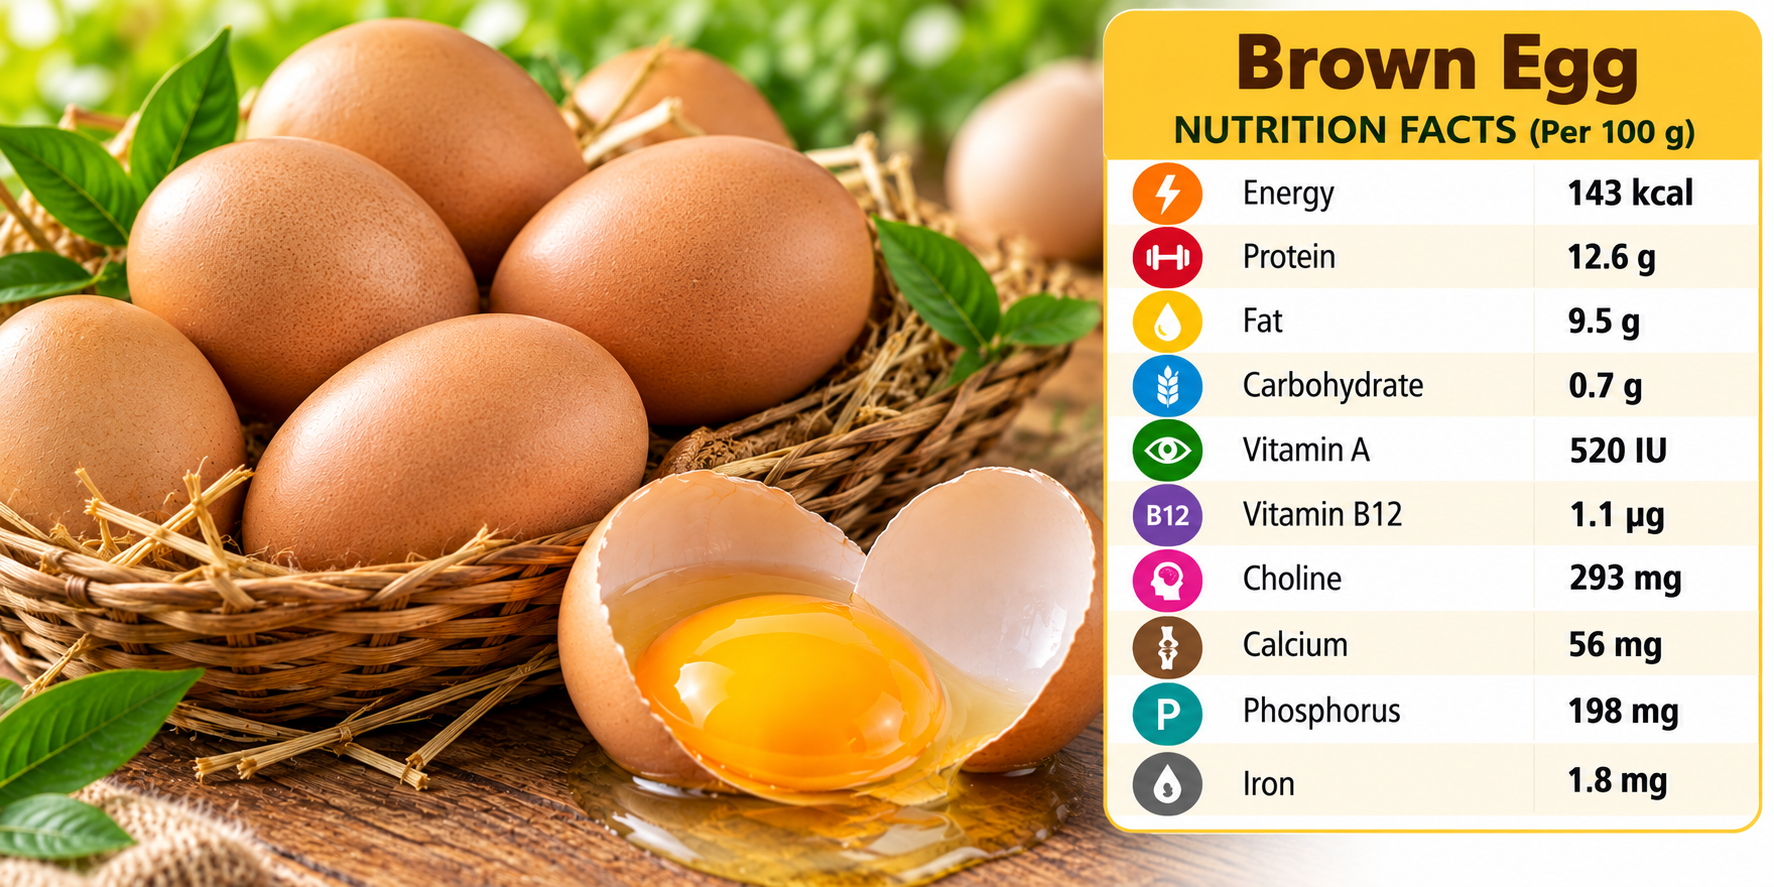 Brown Egg
NUTRITION FACTS (Per 100 g)
Energy 143 kcal
Protein 12.6 g
Fat 9.5 g
Carbohydrate 0.7 g
Vitamin A 520 IU
B12 Vitamin B12 1.1 µg
Choline 293 mg
Calcium 56 mg
P Phosphorus 198 mg
Iron 1.8 mg